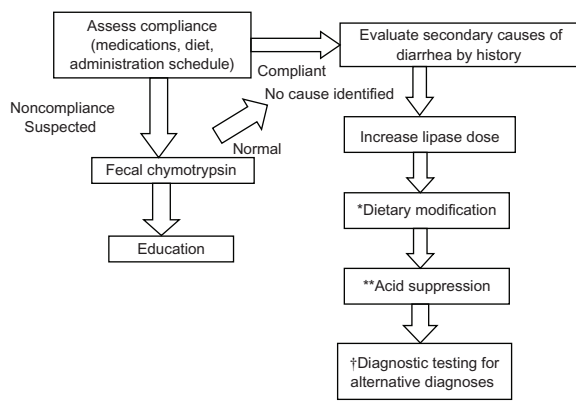 Assess compliance
(medications, diet,
administration schedule)
Evaluate secondary causes of
diarrhea by history
Compliant
No cause identified
Noncompliance
Suspected
Normal
Increase lipase dose
Fecal chymotrypsin
*Dietary modification
Education
**Acid suppression
†Diagnostic testing for
alternative diagnoses